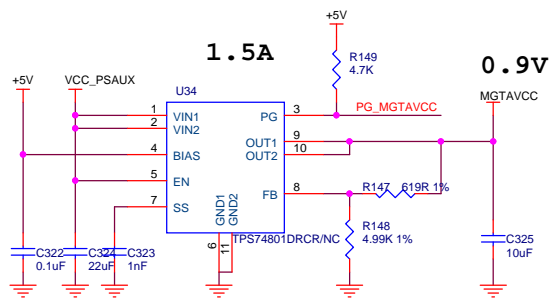 +5V
1.5A
R149
4.7K
0.9V
+5V
VCC_PSAUX
U34
MGTAVCC
1
VIN1
PG
3
PG_MGTAVCC
2
VIN2
OUT1
9
4
BIAS
OUT2
10
5
EN
7
SS
FB
8
R147
619R 1%
GND1
GND2
6
11
TPS74801DRCR/NC
R148
4.99K 1%
C322
0.1uF
C324
22uF
C323
1nF
C325
10uF